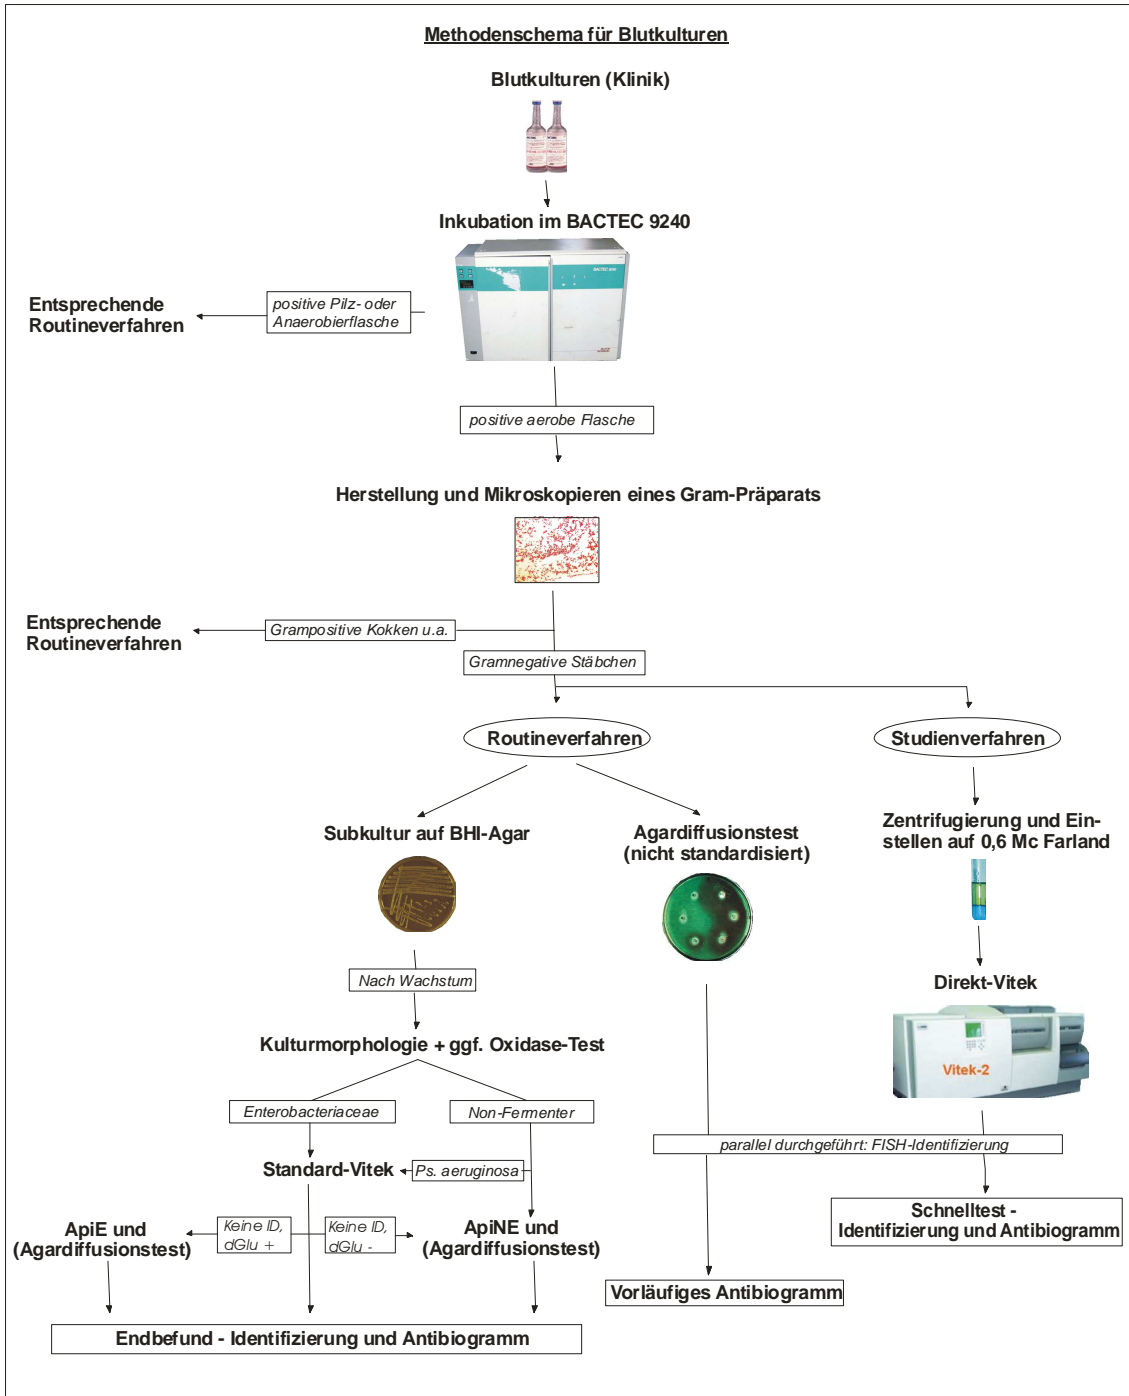 Methodenschema für Blutkulturen
Blutkulturen (Klinik)
Inkubation im BACTEC 9240
Entsprechende
Routineverfahren
positive Pilz- oder
Anaerobierflasche
positive aerobe Flasche
Herstellung und Mikroskopieren eines Gram-Präparats
Entsprechende
Routineverfahren
Grampositive Kokken u.a.
Gramnegative Stäbchen
Routineverfahren
Studienverfahren
Subkultur auf BHI-Agar
Agardiffusionstest
(nicht standardisiert)
Zentrifugierung und Ein-
stellen auf 0,6 Mc Farland
Nach Wachstum
Direkt-Vitek
Vitek-2
Kulturmorphologie + ggf. Oxidase-Test
Enterobacteriaceae
Non-Fermenter
parallel durchgeführt: FISH-Identifizierung
Standard-Vitek
Ps. aeruginosa
ApiE und
(Agardiffusionstest)
Keine ID,
dGlu +
Keine ID,
dGlu -
ApiNE und
(Agardiffusionstest)
Schnelltest -
Identifizierung und Antibiogramm
Vorläufiges Antibiogramm
Endbefund - Identifizierung und Antibiogramm